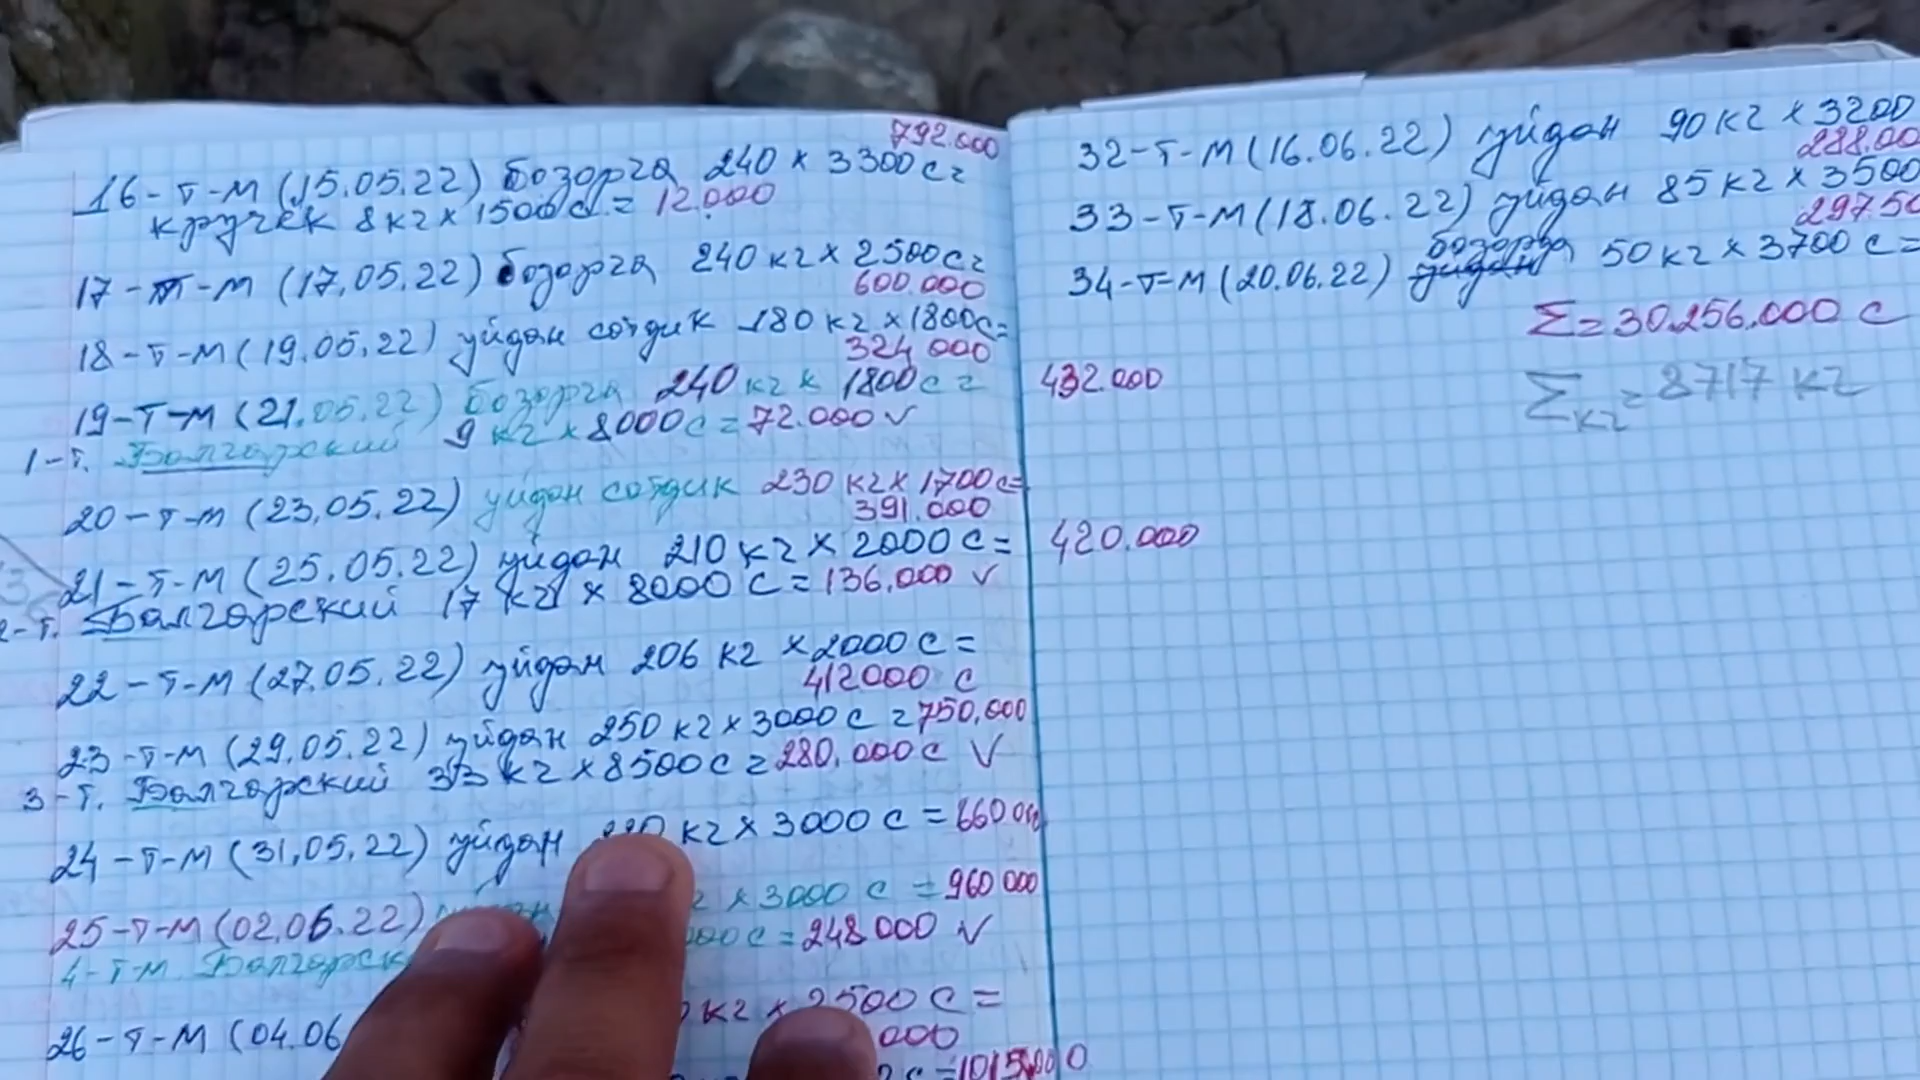 792.000
16-Т-М (15.05.22) бозорга 240 x 3300 с =
кручек 8 кг x 1500 с. = 12.000
17-Т-М (17.05.22) бозорга 240 кг x 2500 с =
600.000
18-Т-М (19.05.22) уйдан сотдик 180 кг x 1800 с =
324 000
19-Т-М (21.05.22) бозорга 240 кг x 1800 с = 432.000
1-Т. Болгарский 9 кг x 8000 с = 72.000 v
20-Т-М (23.05.22) уйдан сотдик 230 кг x 1700 с =
391.000
21-Т-М (25.05.22) уйдан 210 кг x 2000 с = 420.000
2-Т. Болгарский 17 кг x 8000 с = 136.000 v
22-Т-М (27.05.22) уйдан 206 кг x 2000 с =
412000 с
23-Т-М (29.05.22) уйдан 250 кг x 3000 с = 750.000
3-Т. Болгарский 33 кг x 8500 с = 280.000 с V
24-Т-М (31.05.22) уйдан кг x 3000 с = 660 000
25-Т-М (02.06.22) x 3000 с = 960 000
4-Т-М Болгарск с = 248 000 V
26-Т-М (04.06 кг x 2500 с =
000
с = 1015.000
32-Т-М (16.06.22) уйдан 90 кг x 3200
288.00
33-Т-М (18.06.22) уйдан 85 кг x 3500
297.50
бозорга
34-Т-М (20.06.22) уйдан 50 кг x 3700 с =
Σ = 30.256.000 с
Σкг = 8717 кг